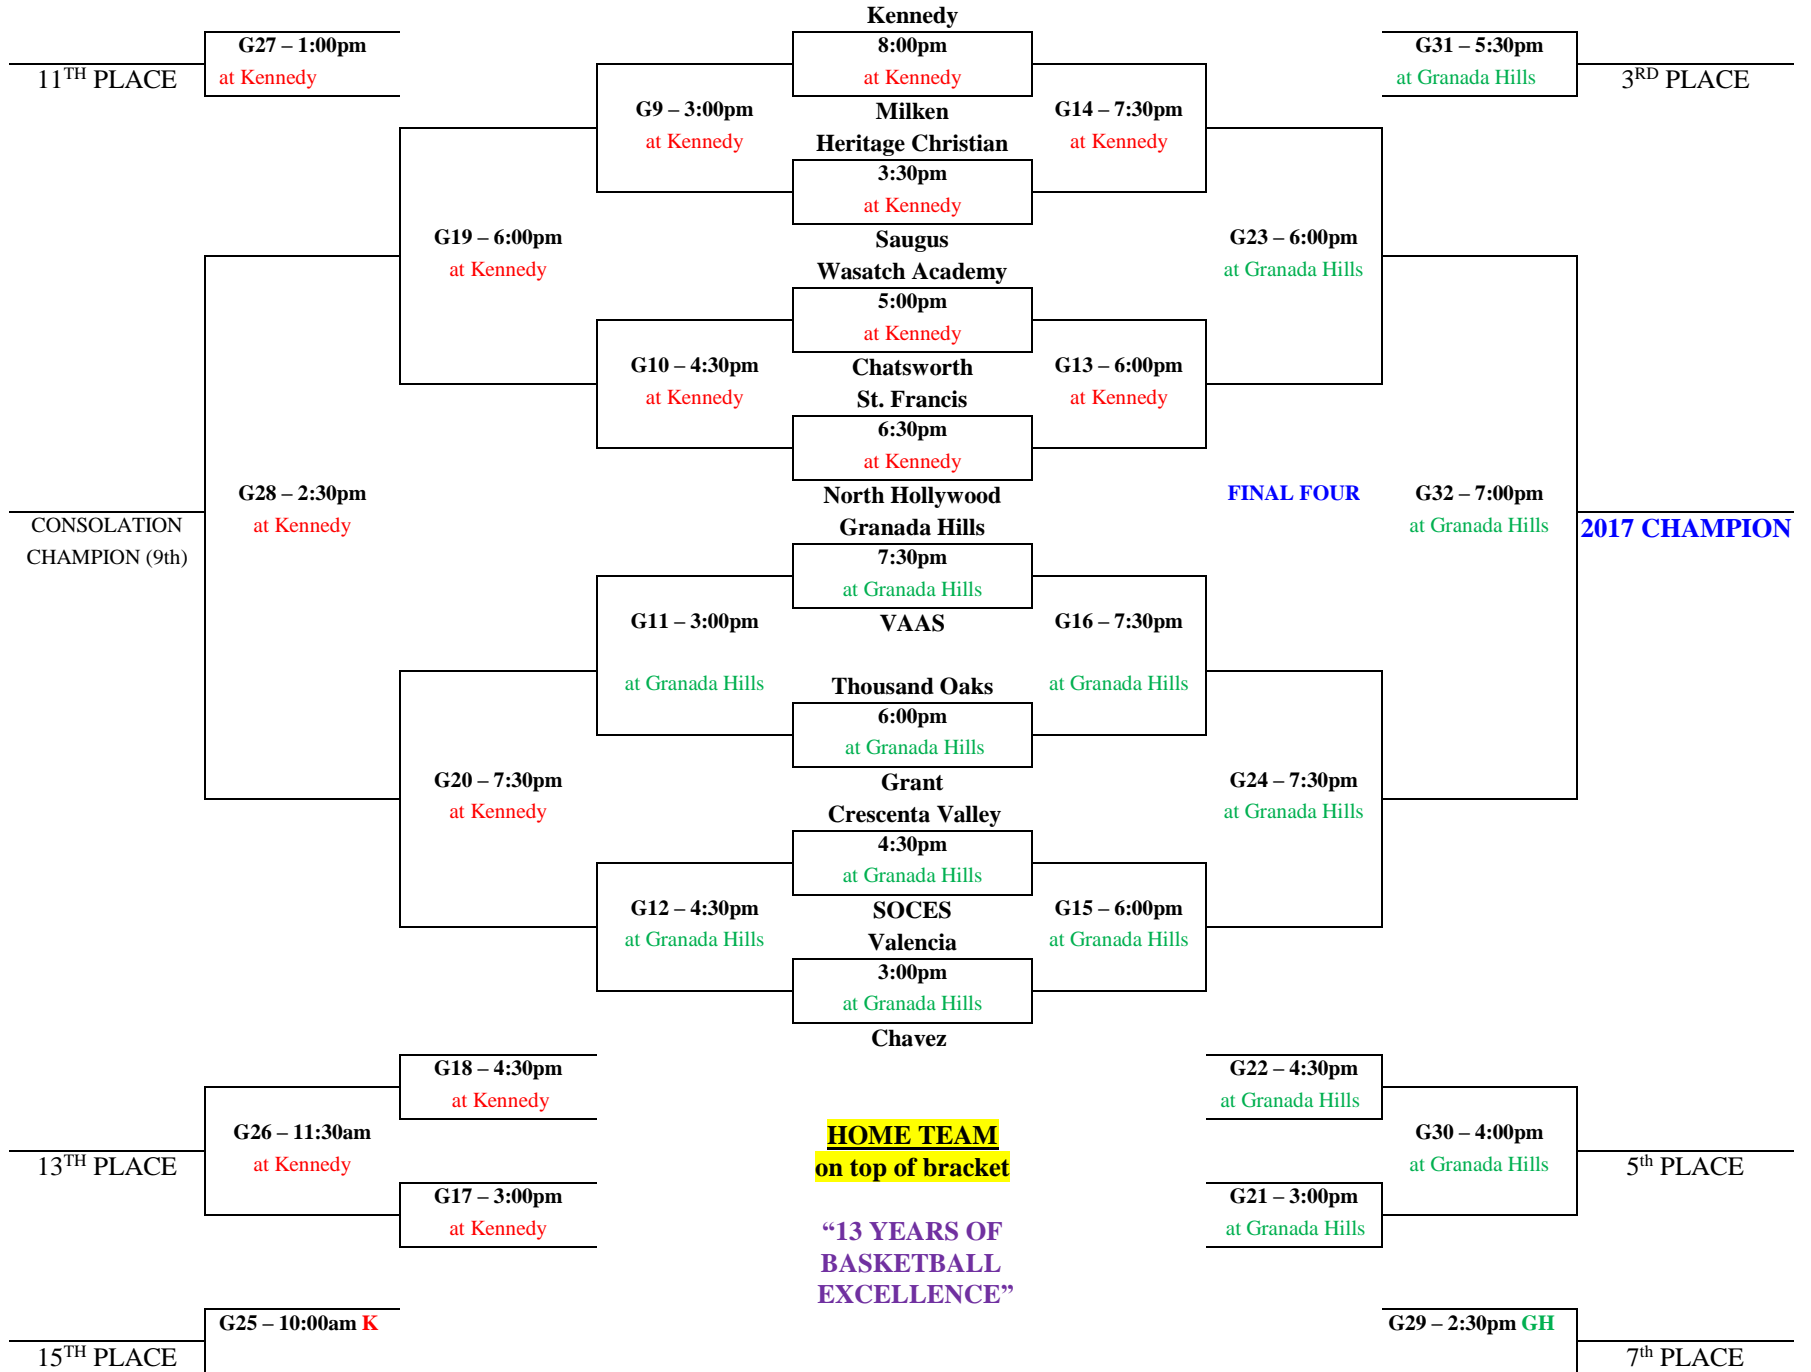 Kennedy
G27 – 1:00pm
8:00pm
G31 – 5:30pm
11TH PLACE
at Kennedy
at Kennedy
at Granada Hills
3RD PLACE
G9 – 3:00pm
Milken
G14 – 7:30pm
at Kennedy
Heritage Christian
at Kennedy
3:30pm
at Kennedy
G19 – 6:00pm
Saugus
G23 – 6:00pm
at Kennedy
Wasatch Academy
at Granada Hills
5:00pm
at Kennedy
G10 – 4:30pm
Chatsworth
G13 – 6:00pm
at Kennedy
St. Francis
at Kennedy
6:30pm
at Kennedy
G28 – 2:30pm
North Hollywood
FINAL FOUR
G32 – 7:00pm
CONSOLATION
at Kennedy
Granada Hills
at Granada Hills
2017 CHAMPION
CHAMPION (9th)
7:30pm
at Granada Hills
G11 – 3:00pm
VAAS
G16 – 7:30pm
at Granada Hills
Thousand Oaks
at Granada Hills
6:00pm
at Granada Hills
G20 – 7:30pm
Grant
G24 – 7:30pm
at Kennedy
Crescenta Valley
at Granada Hills
4:30pm
at Granada Hills
G12 – 4:30pm
SOCES
G15 – 6:00pm
at Granada Hills
Valencia
at Granada Hills
3:00pm
at Granada Hills
Chavez
G18 – 4:30pm
G22 – 4:30pm
at Kennedy
at Granada Hills
G26 – 11:30am
HOME TEAM
G30 – 4:00pm
13TH PLACE
at Kennedy
on top of bracket
at Granada Hills
5th PLACE
G17 – 3:00pm
G21 – 3:00pm
at Kennedy
“13 YEARS OF
at Granada Hills
BASKETBALL
EXCELLENCE”
G25 – 10:00am K
G29 – 2:30pm GH
15TH PLACE
7th PLACE